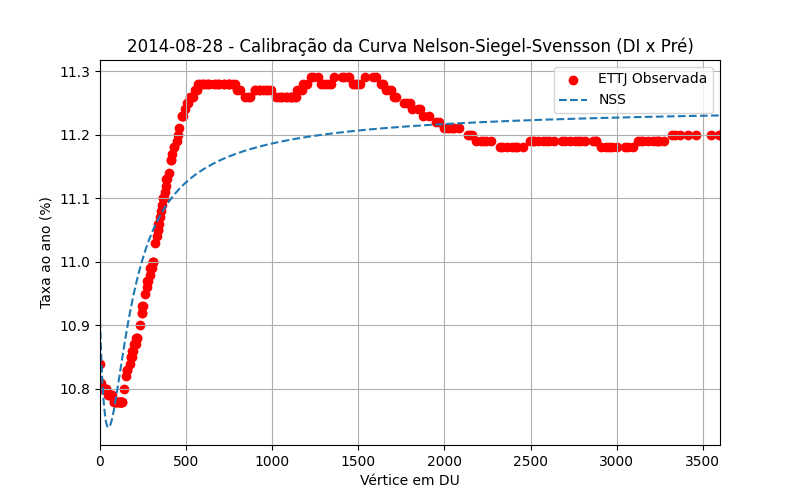 2014-08-28 - Calibração da Curva Nelson-Siegel-Svensson (DI x Pré)
11.3
11.2
11.1
11.0
10.9
10.8
Taxa ao ano (%)
ETTJ Observada
NSS
0
500
1000
1500
2000
2500
3000
3500
Vértice em DU